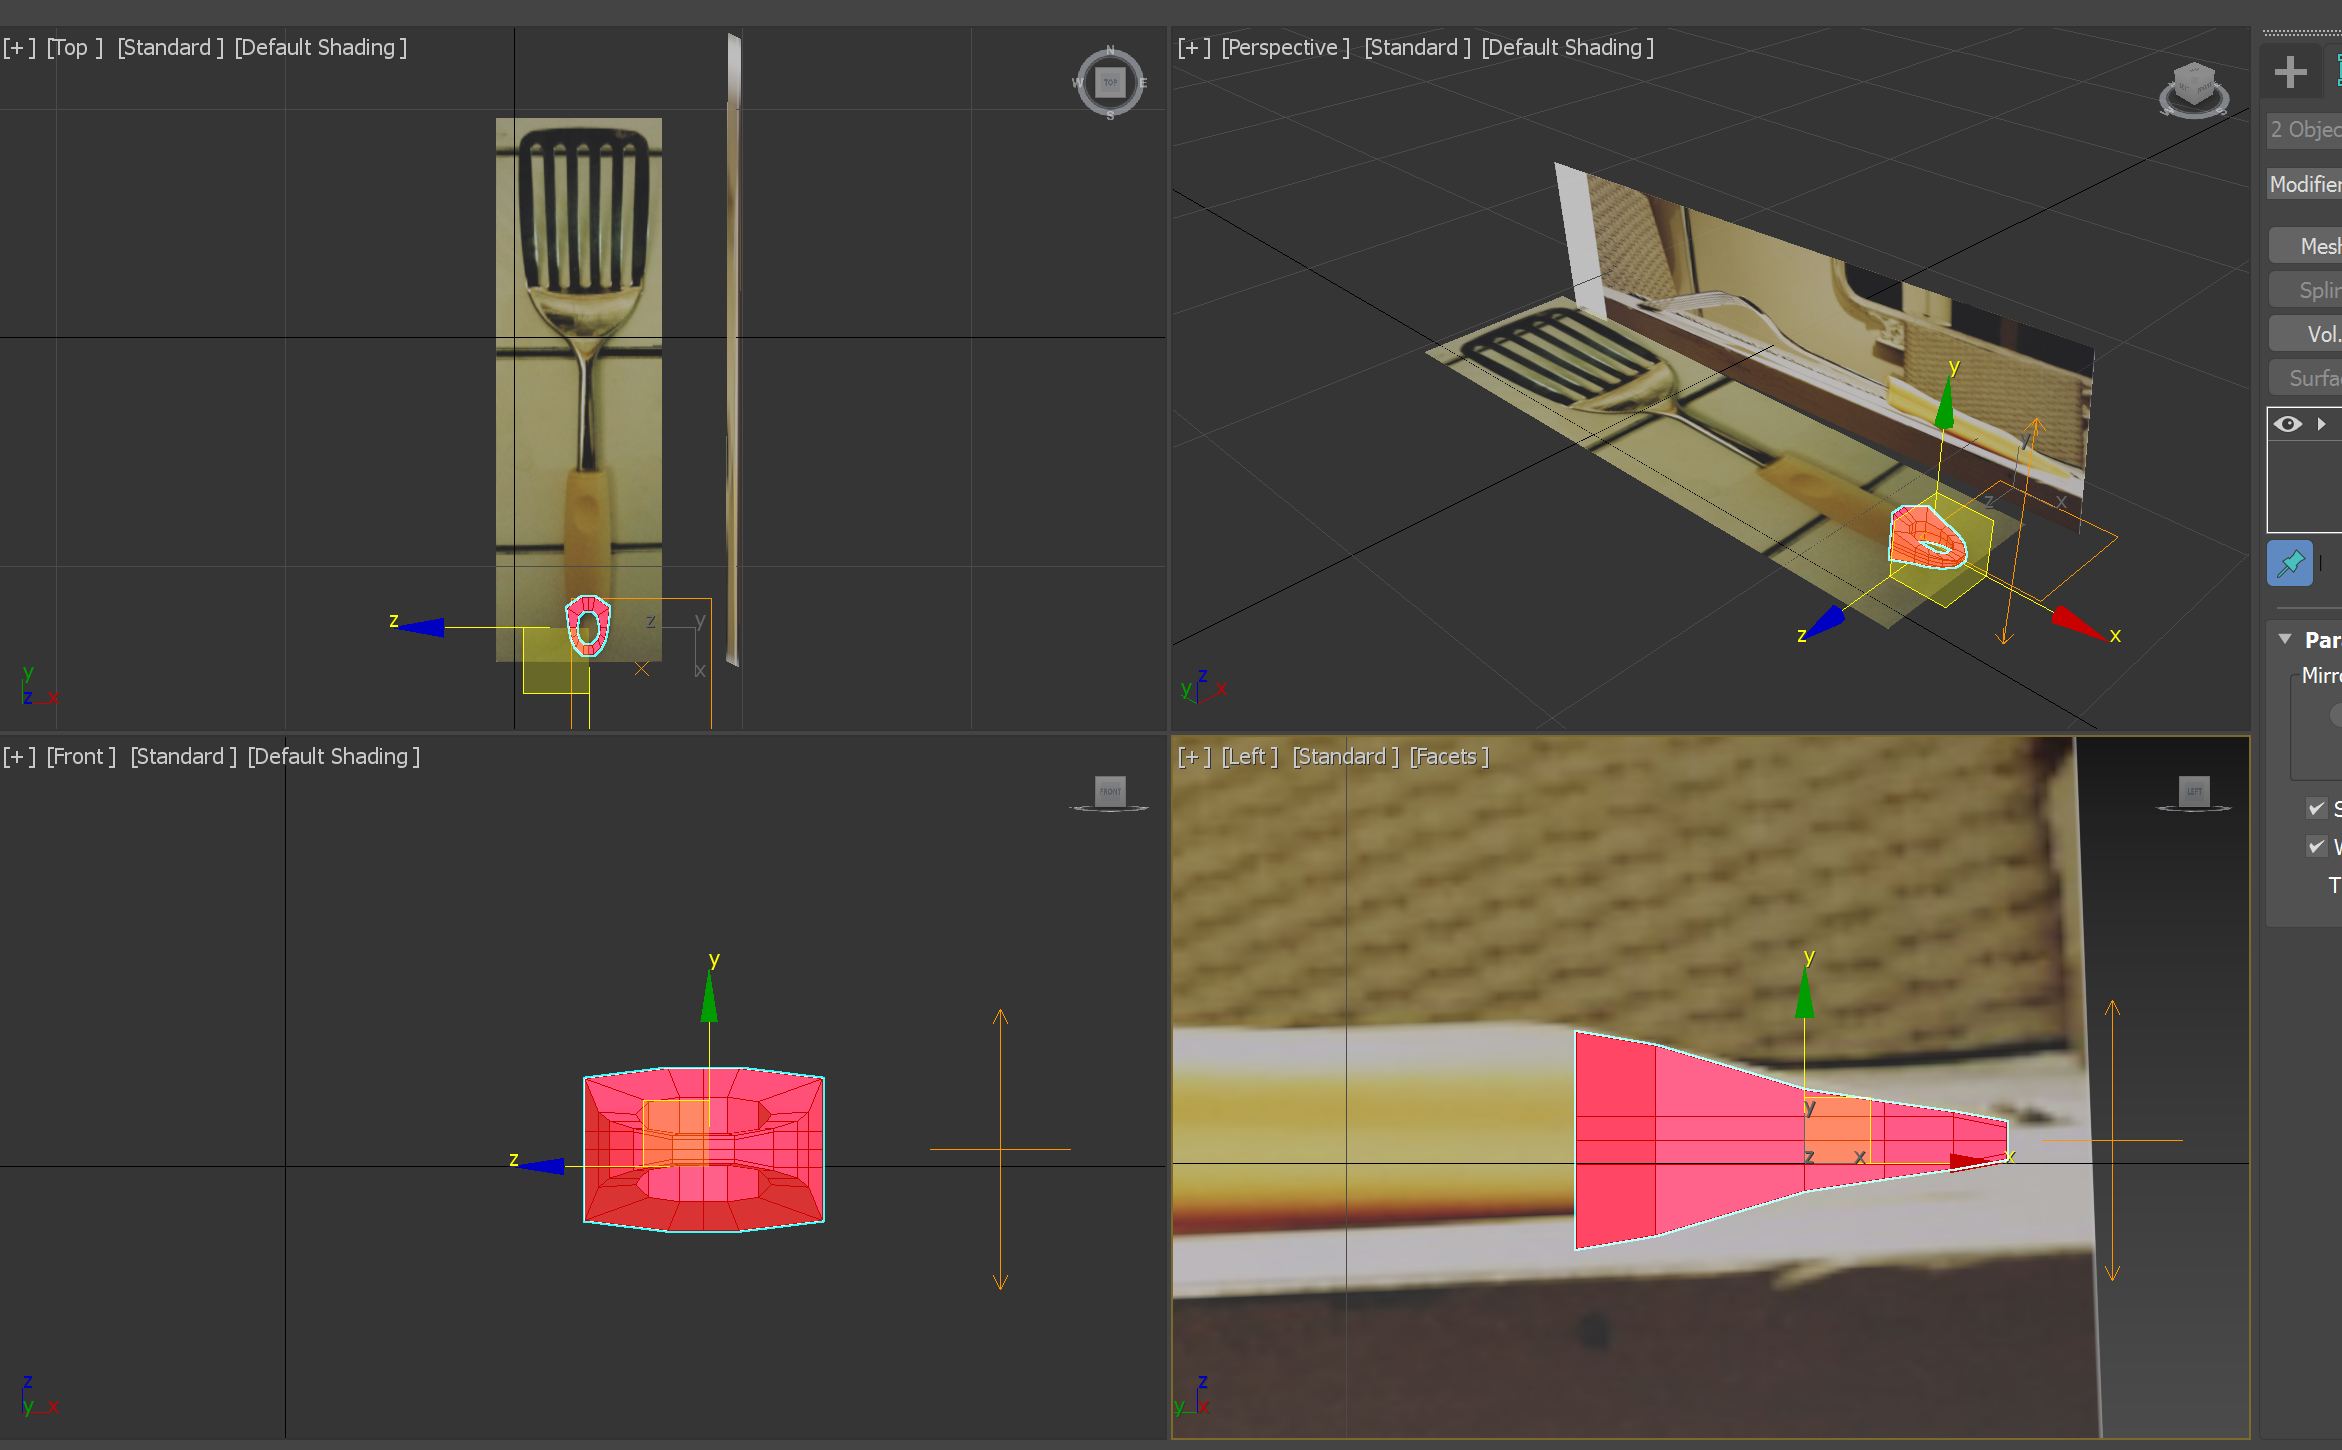 [+] [Top] [Standard] [Default Shading]
N
W TOP E
S
z
z y
x
y
z x
[+] [Perspective] [Standard] [Default Shading]
y
y
z x
z x
z
y x
2 Objec
Modifier
Mesh
Splin
Vol.
Surfa
Par
Mirro
S
W
T
[+] [Front] [Standard] [Default Shading]
FRONT
y
z
z
y x
[+] [Left] [Standard] [Facets]
LEFT
y
y
z x x
z
y x